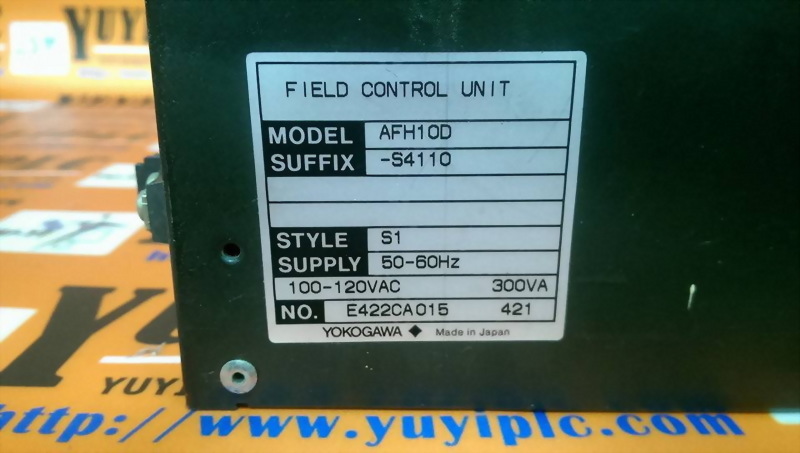 YUYI
FIELD CONTROL UNIT
MODEL AFH10D
SUFFIX -S4110
STYLE S1
SUPPLY 50-60Hz
100-120VAC 300VA
NO. E422CA015 421
YOKOGAWA ◆ Made in Japan
http://www.yuyiplc.com